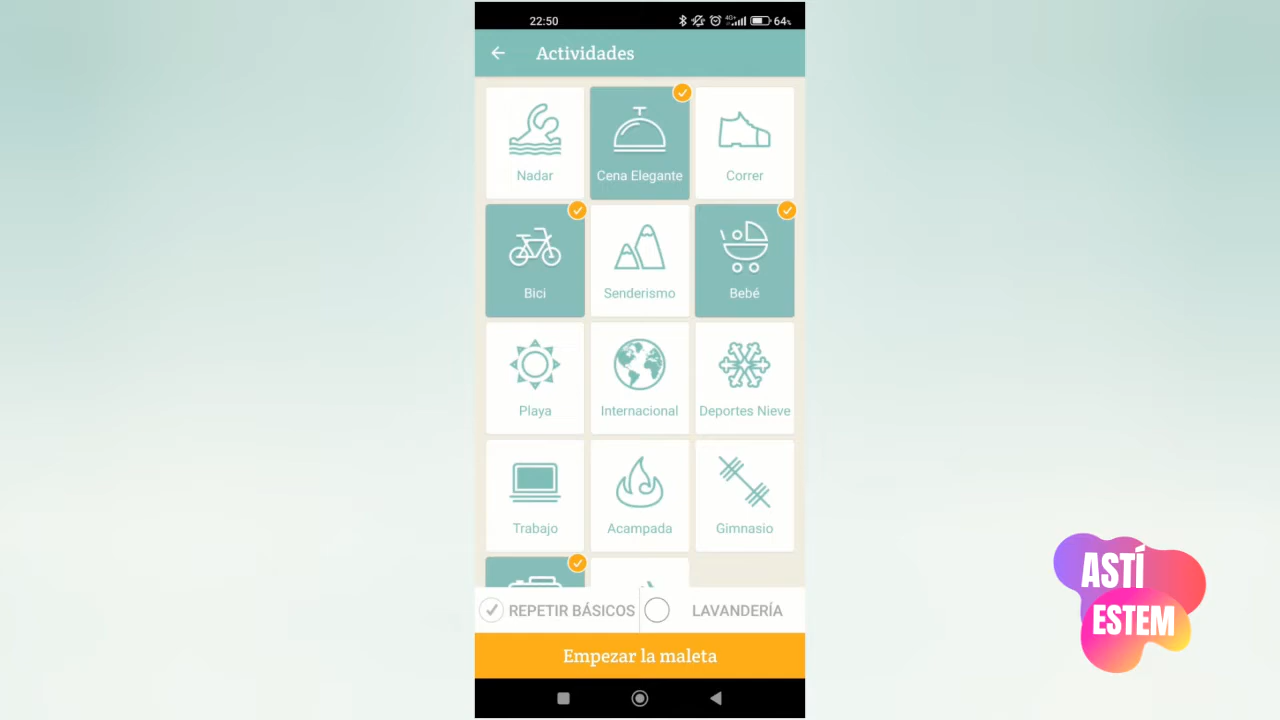 22:50
4G+
64%
Actividades
Nadar
Cena Elegante
Correr
Bici
Senderismo
Bebé
Playa
Internacional
Deportes Nieve
Trabajo
Acampada
Gimnasio
REPETIR BÁSICOS
LAVANDERÍA
Empezar la maleta
ASTÍ
ESTEM